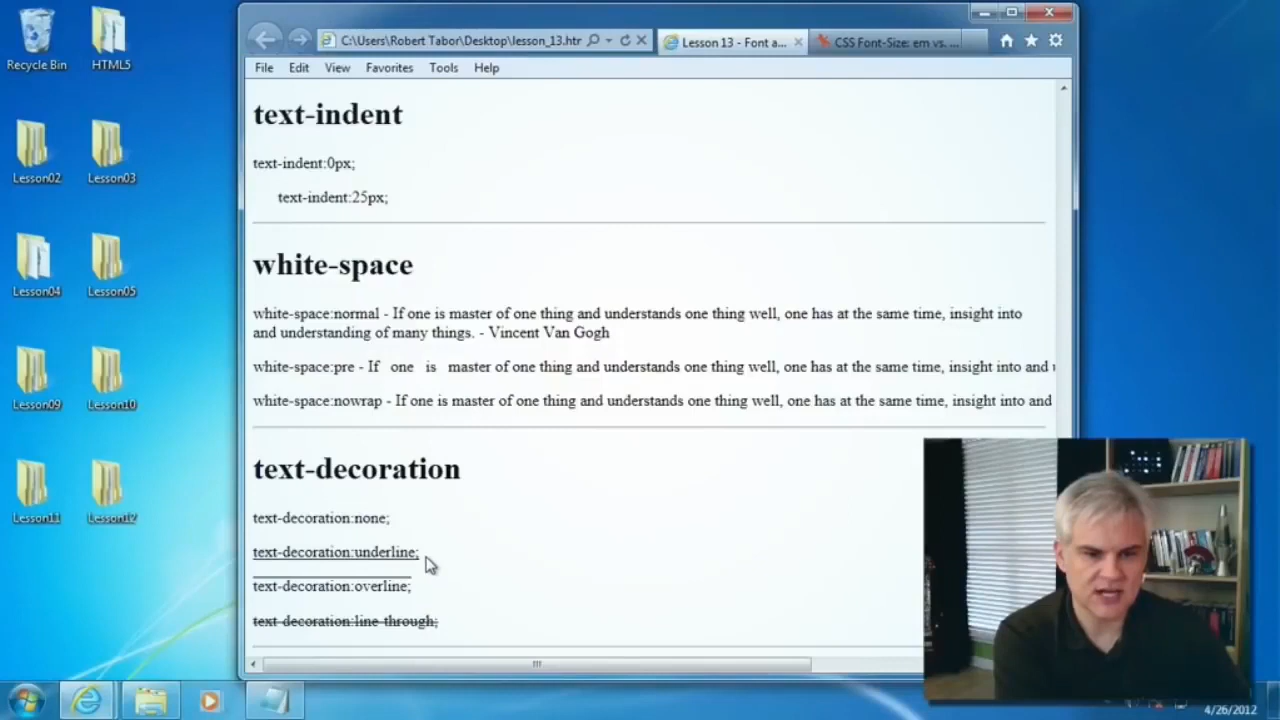 Recycle Bin
HTML5
Lesson02
Lesson03
Lesson04
Lesson05
Lesson09
Lesson10
Lesson11
Lesson12
C:\Users\Robert Tabor\Desktop\lesson_13.htr
Lesson 13 - Font a...
CSS Font-Size: em vs. ...
File Edit View Favorites Tools Help
text-indent
text-indent:0px;
text-indent:25px;
white-space
white-space:normal - If one is master of one thing and understands one thing well, one has at the same time, insight into
and understanding of many things. - Vincent Van Gogh
white-space:pre - If   one   is   master of one thing and understands one thing well, one has at the same time, insight into and
white-space:nowrap - If one is master of one thing and understands one thing well, one has at the same time, insight into and
text-decoration
text-decoration:none;
text-decoration:underline;
text-decoration:overline;
text-decoration:line-through;
4/26/2012